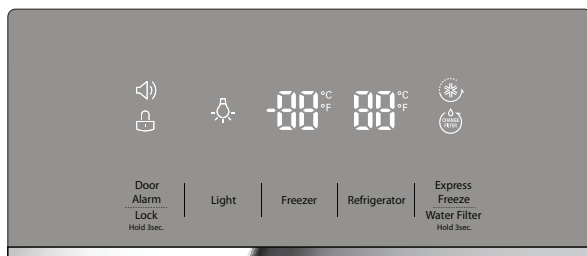 -88 °C
°F
88 °C
°F
CHANGE
FILTER
Door
Alarm
Lock
Hold 3sec.
Light
Freezer
Refrigerator
Express
Freeze
Water Filter
Hold 3sec.